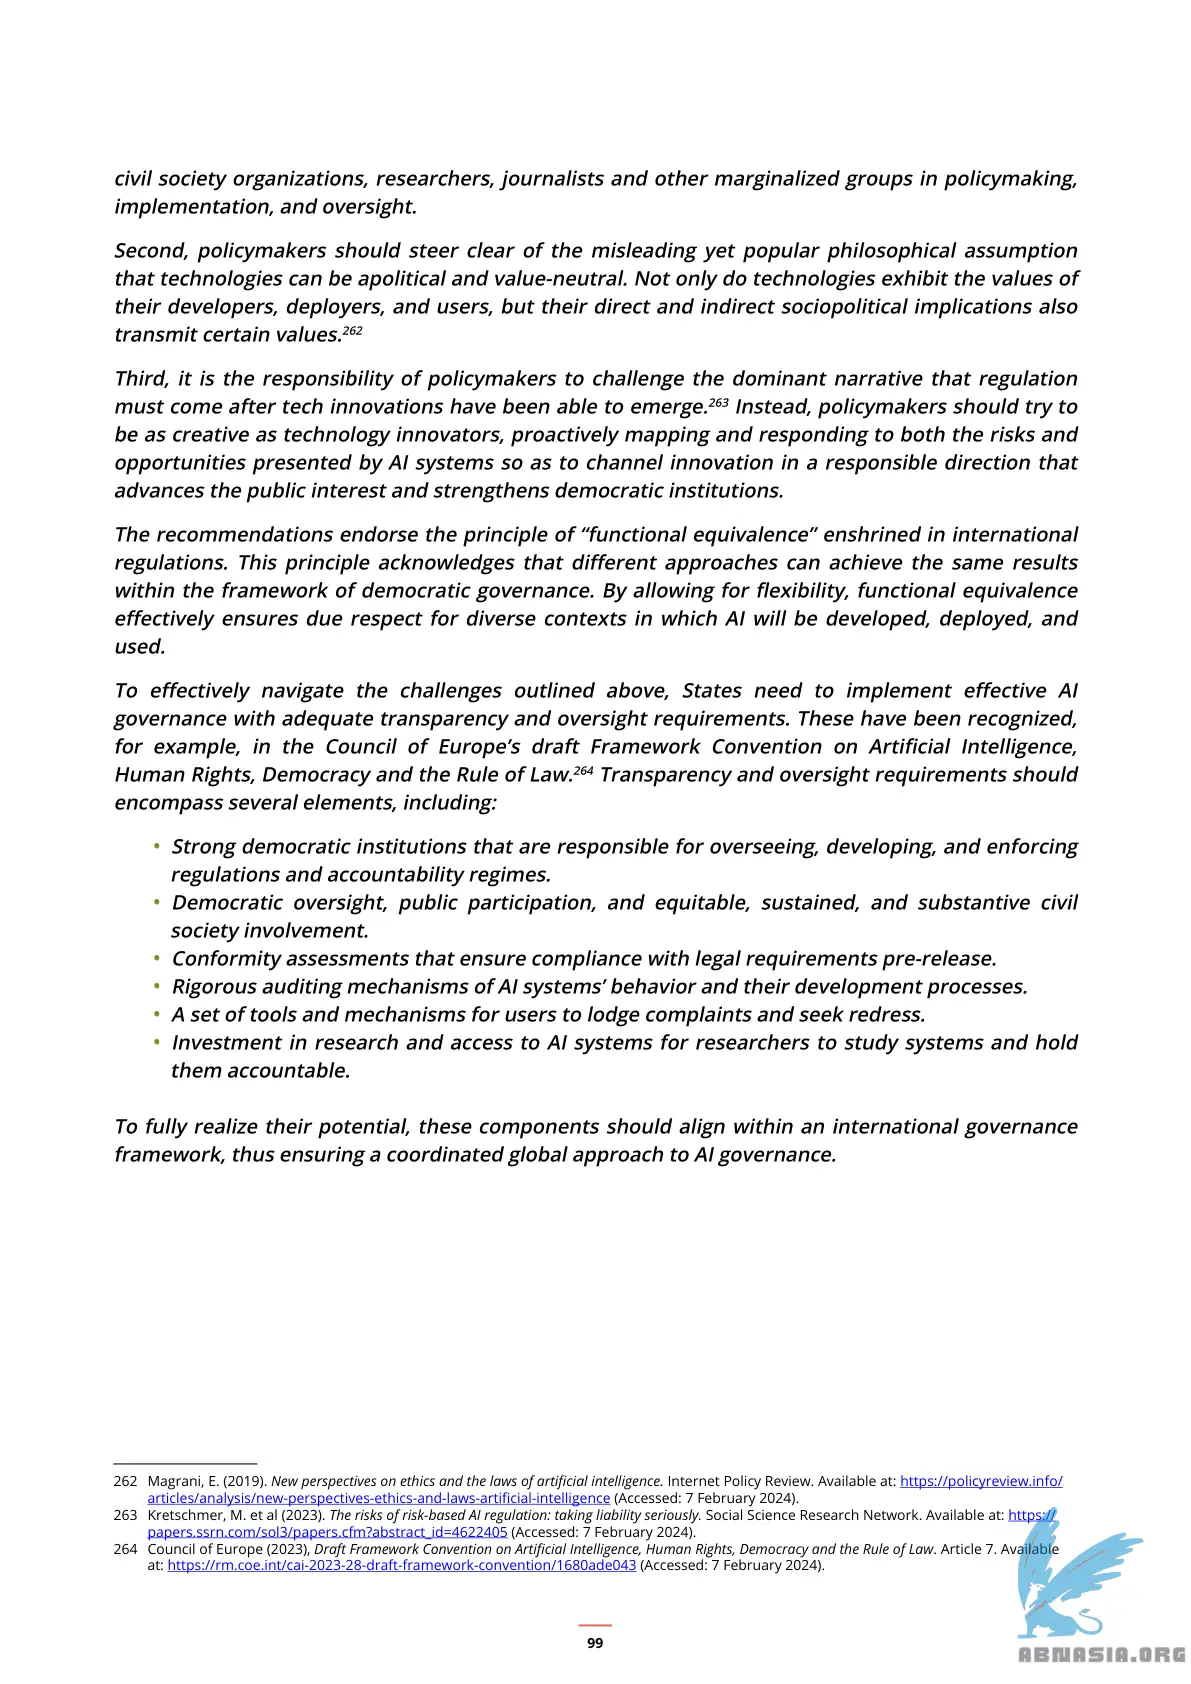 civil society organizations, researchers, journalists and other marginalized groups in policymaking,
implementation, and oversight.
Second, policymakers should steer clear of the misleading yet popular philosophical assumption
that technologies can be apolitical and value-neutral. Not only do technologies exhibit the values of
their developers, deployers, and users, but their direct and indirect sociopolitical implications also
transmit certain values.262
Third, it is the responsibility of policymakers to challenge the dominant narrative that regulation
must come after tech innovations have been able to emerge.263 Instead, policymakers should try to
be as creative as technology innovators, proactively mapping and responding to both the risks and
opportunities presented by AI systems so as to channel innovation in a responsible direction that
advances the public interest and strengthens democratic institutions.
The recommendations endorse the principle of “functional equivalence” enshrined in international
regulations. This principle acknowledges that different approaches can achieve the same results
within the framework of democratic governance. By allowing for flexibility, functional equivalence
effectively ensures due respect for diverse contexts in which AI will be developed, deployed, and
used.
To effectively navigate the challenges outlined above, States need to implement effective AI
governance with adequate transparency and oversight requirements. These have been recognized,
for example, in the Council of Europe’s draft Framework Convention on Artificial Intelligence,
Human Rights, Democracy and the Rule of Law.264 Transparency and oversight requirements should
encompass several elements, including:
• Strong democratic institutions that are responsible for overseeing, developing, and enforcing
regulations and accountability regimes.
• Democratic oversight, public participation, and equitable, sustained, and substantive civil
society involvement.
• Conformity assessments that ensure compliance with legal requirements pre-release.
• Rigorous auditing mechanisms of AI systems’ behavior and their development processes.
• A set of tools and mechanisms for users to lodge complaints and seek redress.
• Investment in research and access to AI systems for researchers to study systems and hold
them accountable.
To fully realize their potential, these components should align within an international governance
framework, thus ensuring a coordinated global approach to AI governance.
262 Magrani, E. (2019). New perspectives on ethics and the laws of artificial intelligence. Internet Policy Review. Available at: https://policyreview.info/
articles/analysis/new-perspectives-ethics-and-laws-artificial-intelligence (Accessed: 7 February 2024).
263 Kretschmer, M. et al (2023). The risks of risk-based AI regulation: taking liability seriously. Social Science Research Network. Available at: https://
papers.ssrn.com/sol3/papers.cfm?abstract_id=4622405 (Accessed: 7 February 2024).
264 Council of Europe (2023), Draft Framework Convention on Artificial Intelligence, Human Rights, Democracy and the Rule of Law. Article 7. Available
at: https://rm.coe.int/cai-2023-28-draft-framework-convention/1680ade043 (Accessed: 7 February 2024).
99
ABNASIA.ORG